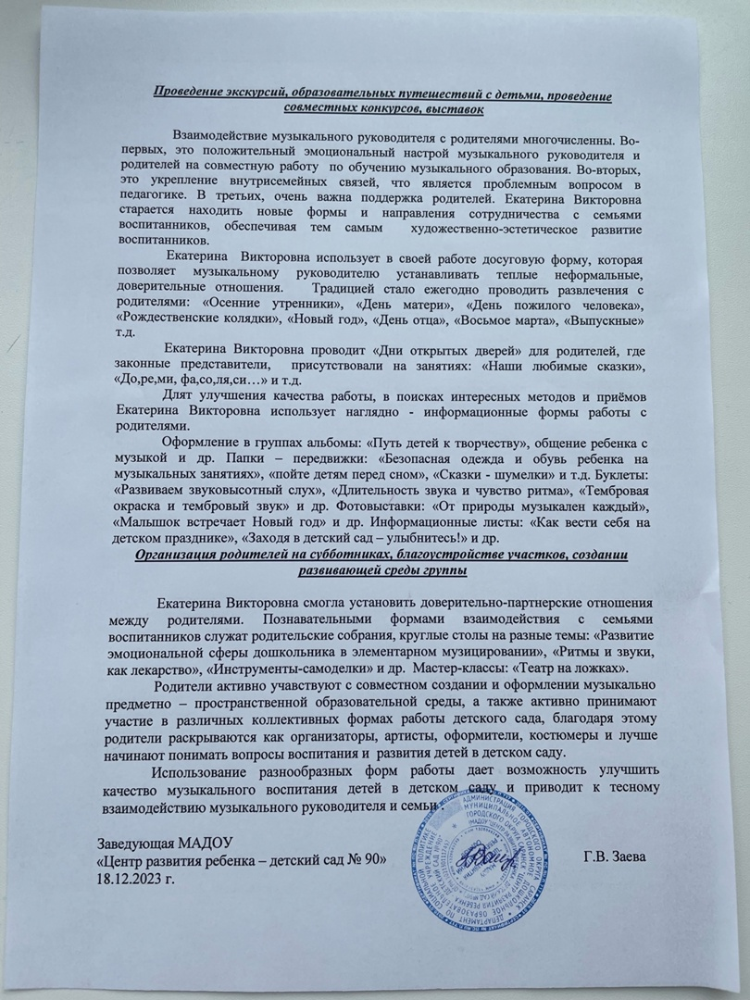 Проведение экскурсий, образовательных путешествий с детьми, проведение
совместных конкурсов, выставок
Взаимодействие музыкального руководителя с родителями многочисленны. Во-
первых, это положительный эмоциональный настрой музыкального руководителя и
родителей на совместную работу по обучению музыкального образования. Во-вторых,
это укрепление внутрисемейных связей, что является проблемным вопросом в
педагогике. В третьих, очень важна поддержка родителей. Екатерина Викторовна
старается находить новые формы и направления сотрудничества с семьями
воспитанников, обеспечивая тем самым художественно-эстетическое развитие
воспитанников.
Екатерина Викторовна использует в своей работе досуговую форму, которая
позволяет музыкальному руководителю устанавливать теплые неформальные,
доверительные отношения. Традицией стало ежегодно проводить развлечения с
родителями: «Осенние утренники», «День матери», «День пожилого человека»,
«Рождественские колядки», «Новый год», «День отца», «Восьмое марта», «Выпускные»
т.д.
Екатерина Викторовна проводит «Дни открытых дверей» для родителей, где
законные представители, присутствовали на занятиях: «Наши любимые сказки»,
«До,ре,ми, фа,со,ля,си…» и т.д.
Длят улучшения качества работы, в поисках интересных методов и приёмов
Екатерина Викторовна использует наглядно - информационные формы работы с
родителями.
Оформление в группах альбомы: «Путь детей к творчеству», общение ребенка с
музыкой и др. Папки – передвижки: «Безопасная одежда и обувь ребенка на
музыкальных занятиях», «пойте детям перед сном», «Сказки - шумелки» и т.д. Буклеты:
«Развиваем звуковысотный слух», «Длительность звука и чувство ритма», «Тембровая
окраска и тембровый звук» и др. Фотовыставки: «От природы музыкален каждый»,
«Малышок встречает Новый год» и др. Информационные листы: «Как вести себя на
детском празднике», «Заходя в детский сад – улыбнитесь!» и др.
Организация родителей на субботниках, благоустройстве участков, создании
развивающей среды группы
Екатерина Викторовна смогла установить доверительно-партнерские отношения
между родителями. Познавательными формами взаимодействия с семьями
воспитанников служат родительские собрания, круглые столы на разные темы: «Развитие
эмоциональной сферы дошкольника в элементарном музицировании», «Ритмы и звуки,
как лекарство», «Инструменты-самоделки» и др. Мастер-классы: «Театр на ложках».
Родители активно учавствуют с совместном создании и оформлении музыкально
предметно – пространственной образовательной среды, а также активно принимают
участие в различных коллективных формах работы детского сада, благодаря этому
родители раскрываются как организаторы, артисты, оформители, костюмеры и лучше
начинают понимать вопросы воспитания и развития детей в детском саду.
Использование разнообразных форм работы дает возможность улучшить
качество музыкального воспитания детей в детском саду и приводит к тесному
взаимодействию музыкального руководителя и семьи .
Заведующая МАДОУ
«Центр развития ребенка – детский сад № 90»
Г.В. Заева
18.12.2023 г.